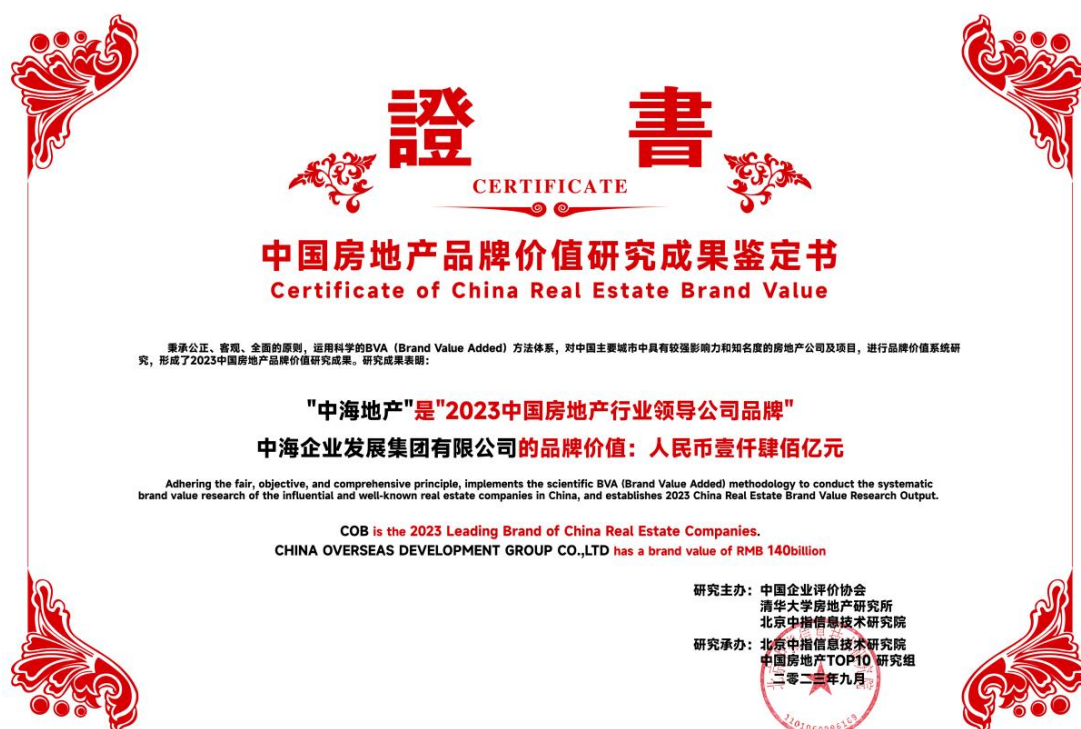 證 書
CERTIFICATE
中国房地产品牌价值研究成果鉴定书
Certificate of China Real Estate Brand Value
秉承公正、客观、全面的原则，运用科学的BVA（Brand Value Added）方法体系，对中国主要城市中具有较强影响力和知名度的房地产公司及项目，进行品牌价值系统研
究，形成了2023中国房地产品牌价值研究成果。研究成果表明：
"中海地产"是"2023中国房地产行业领导公司品牌"
中海企业发展集团有限公司的品牌价值：人民币壹仟肆佰亿元
Adhering the fair, objective, and comprehensive principle, implements the scientific BVA (Brand Value Added) methodology to conduct the systematic
brand value research of the influential and well-known real estate companies in China, and establishes 2023 China Real Estate Brand Value Research Output.
COB is the 2023 Leading Brand of China Real Estate Companies.
CHINA OVERSEAS DEVELOPMENT GROUP CO.,LTD has a brand value of RMB 140billion
研究主办：中国企业评价协会
清华大学房地产研究所
北京中指信息技术研究院
研究承办：北京中指信息技术研究院
中国房地产TOP10 研究组
二零二三年九月